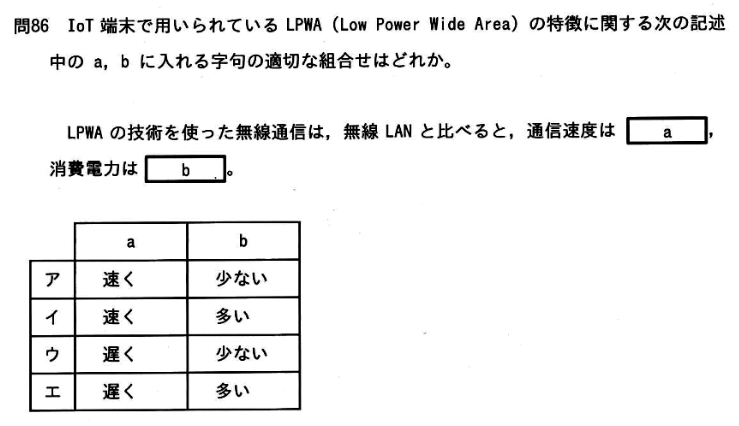 問86 IoT 端末で用いられている LPWA (Low Power Wide Area) の特徴に関する次の記述
中の a, b に入れる字句の適切な組合せはどれか。
LPWA の技術を使った無線通信は, 無線 LAN と比べると, 通信速度は a ,
消費電力は b 。
a b
ア 速く 少ない
イ 速く 多い
ウ 遅く 少ない
エ 遅く 多い